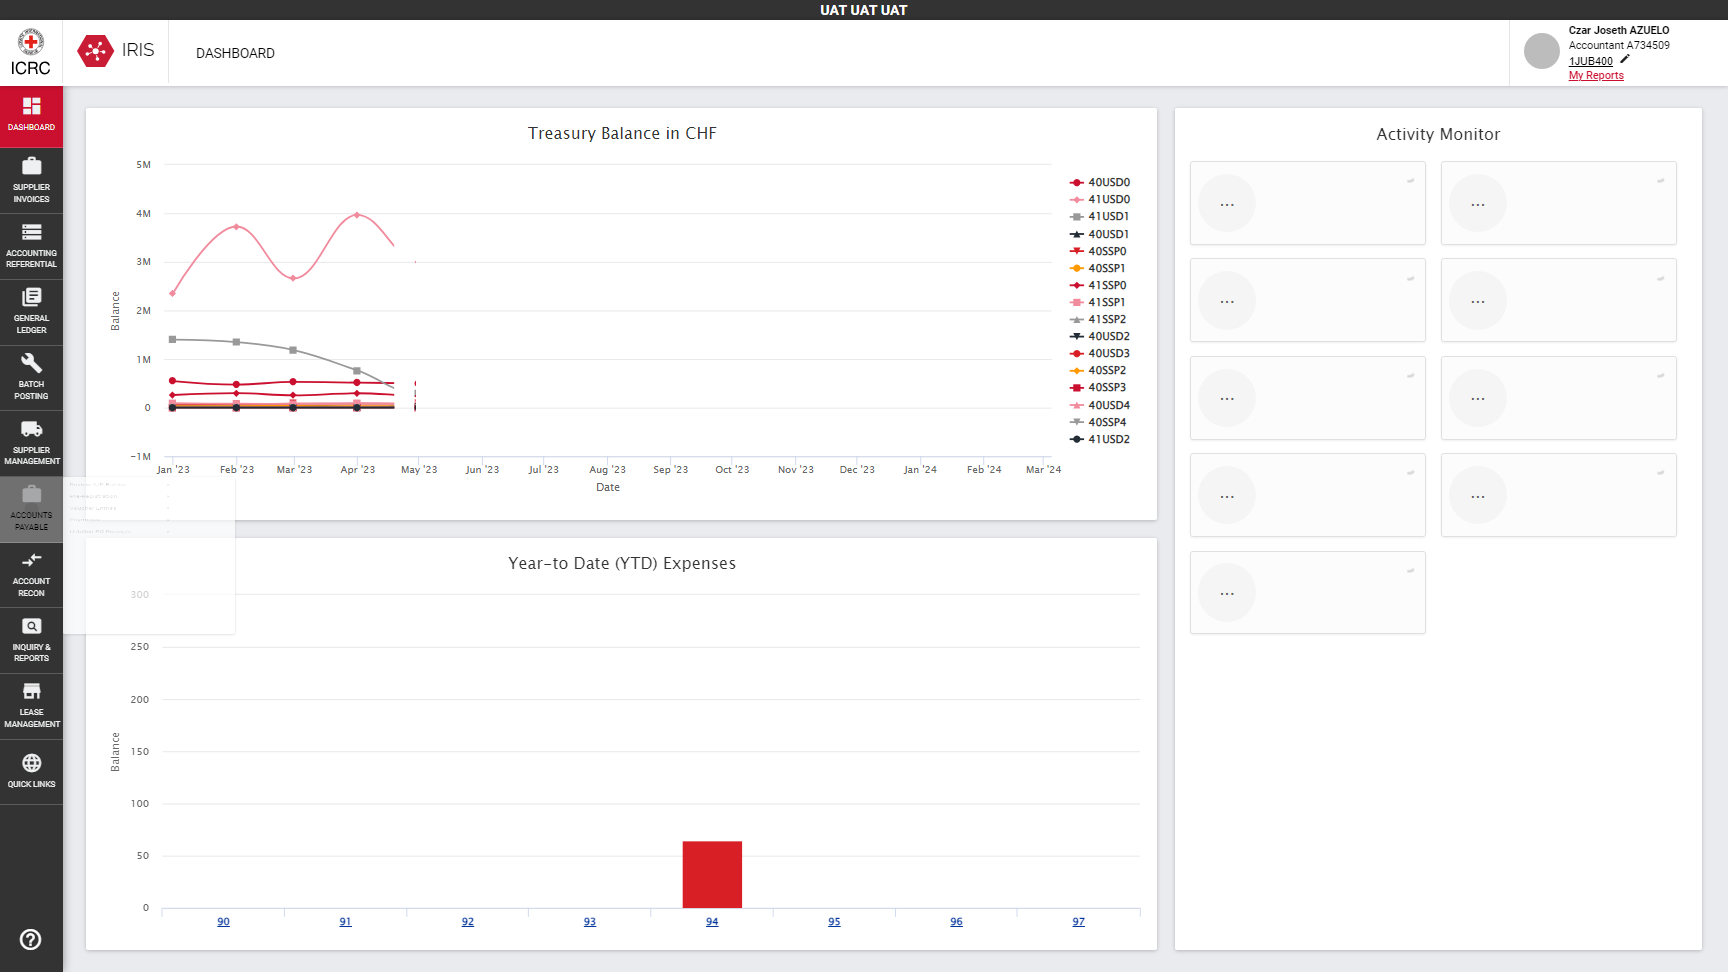 UAT UAT UAT
ICRC
IRIS
DASHBOARD
Czar Joseth AZUELO
Accountant A734509
1JUB400
My Reports
DASHBOARD
SUPPLIER
INVOICES
ACCOUNTING
REFERENTIAL
GENERAL
LEDGER
BATCH
POSTING
SUPPLIER
MANAGEMENT
ACCOUNTS
PAYABLE
ACCOUNT
RECON
INQUIRY &
REPORTS
LEASE
MANAGEMENT
QUICK LINKS
Treasury Balance in CHF
5M
4M
3M
2M
1M
0
-1M
Balance
Jan '23 Feb '23 Mar '23 Apr '23 May '23 Jun '23 Jul '23 Aug '23 Sep '23 Oct '23 Nov '23 Dec '23 Jan '24 Feb '24 Mar '24
Date
40USD0
41USD0
41USD1
40USD1
40SSP0
40SSP1
41SSP0
41SSP1
41SSP2
40USD2
40USD3
40SSP2
40SSP3
40USD4
40SSP4
41USD2
Year-to Date (YTD) Expenses
300
250
200
150
100
50
0
Balance
90 91 92 93 94 95 96 97
Activity Monitor
... ...
... ...
... ...
... ...
...